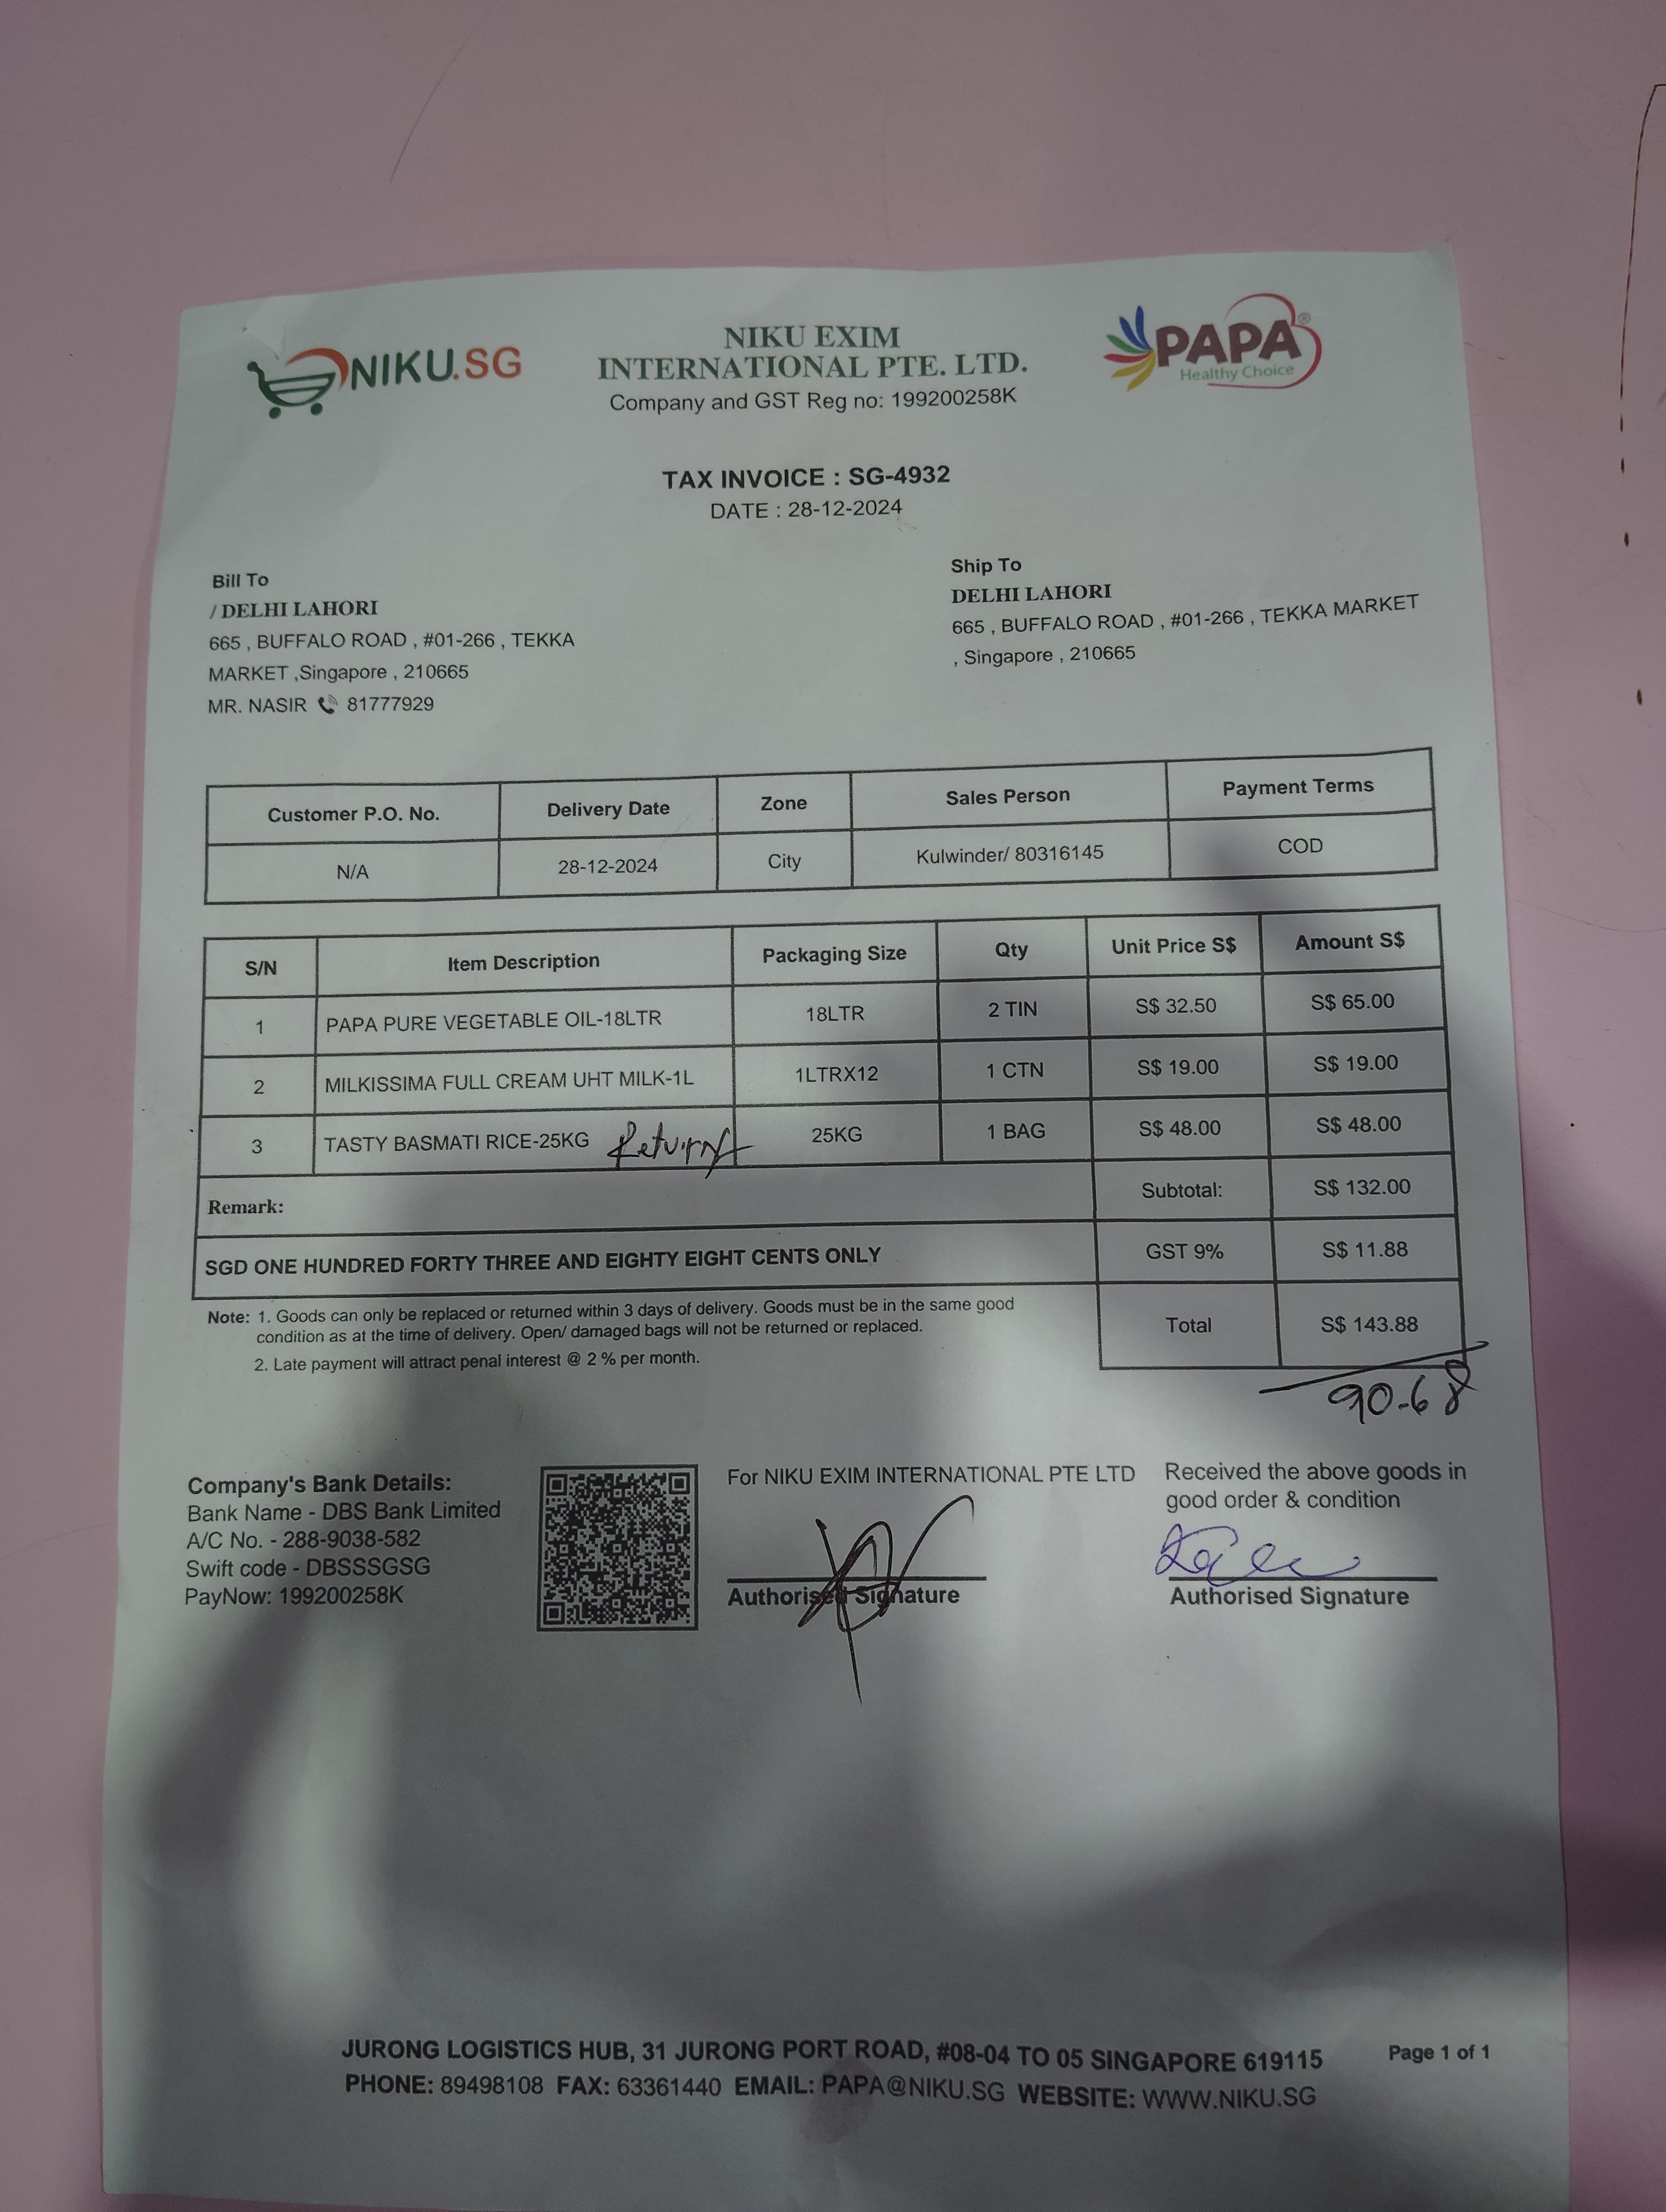 NIKU.SG
NIKU EXIM
INTERNATIONAL PTE. LTD.
Company and GST Reg no: 199200258K
PAPA®
Healthy Choice
TAX INVOICE : SG-4932
DATE : 28-12-2024
Bill To
/ DELHI LAHORI
665 , BUFFALO ROAD , #01-266 , TEKKA
MARKET ,Singapore , 210665
MR. NASIR 81777929
Ship To
DELHI LAHORI
665 , BUFFALO ROAD , #01-266 , TEKKA MARKET
, Singapore , 210665
Customer P.O. No. Delivery Date Zone Sales Person Payment Terms
N/A 28-12-2024 City Kulwinder/ 80316145 COD
S/N Item Description Packaging Size Qty Unit Price S$ Amount S$
1 PAPA PURE VEGETABLE OIL-18LTR 18LTR 2 TIN S$ 32.50 S$ 65.00
2 MILKISSIMA FULL CREAM UHT MILK-1L 1LTRX12 1 CTN S$ 19.00 S$ 19.00
3 TASTY BASMATI RICE-25KG Return 25KG 1 BAG S$ 48.00 S$ 48.00
Remark: Subtotal: S$ 132.00
SGD ONE HUNDRED FORTY THREE AND EIGHTY EIGHT CENTS ONLY GST 9% S$ 11.88
Total S$ 143.88
Note: 1. Goods can only be replaced or returned within 3 days of delivery. Goods must be in the same good
condition as at the time of delivery. Open/ damaged bags will not be returned or replaced.
2. Late payment will attract penal interest @ 2 % per month.
90.68
Company's Bank Details:
Bank Name - DBS Bank Limited
A/C No. - 288-9038-582
Swift code - DBSSSGSG
PayNow: 199200258K
For NIKU EXIM INTERNATIONAL PTE LTD
Authorised Signature
Received the above goods in
good order & condition
Authorised Signature
JURONG LOGISTICS HUB, 31 JURONG PORT ROAD, #08-04 TO 05 SINGAPORE 619115
PHONE: 89498108 FAX: 63361440 EMAIL: PAPA@NIKU.SG WEBSITE: WWW.NIKU.SG
Page 1 of 1